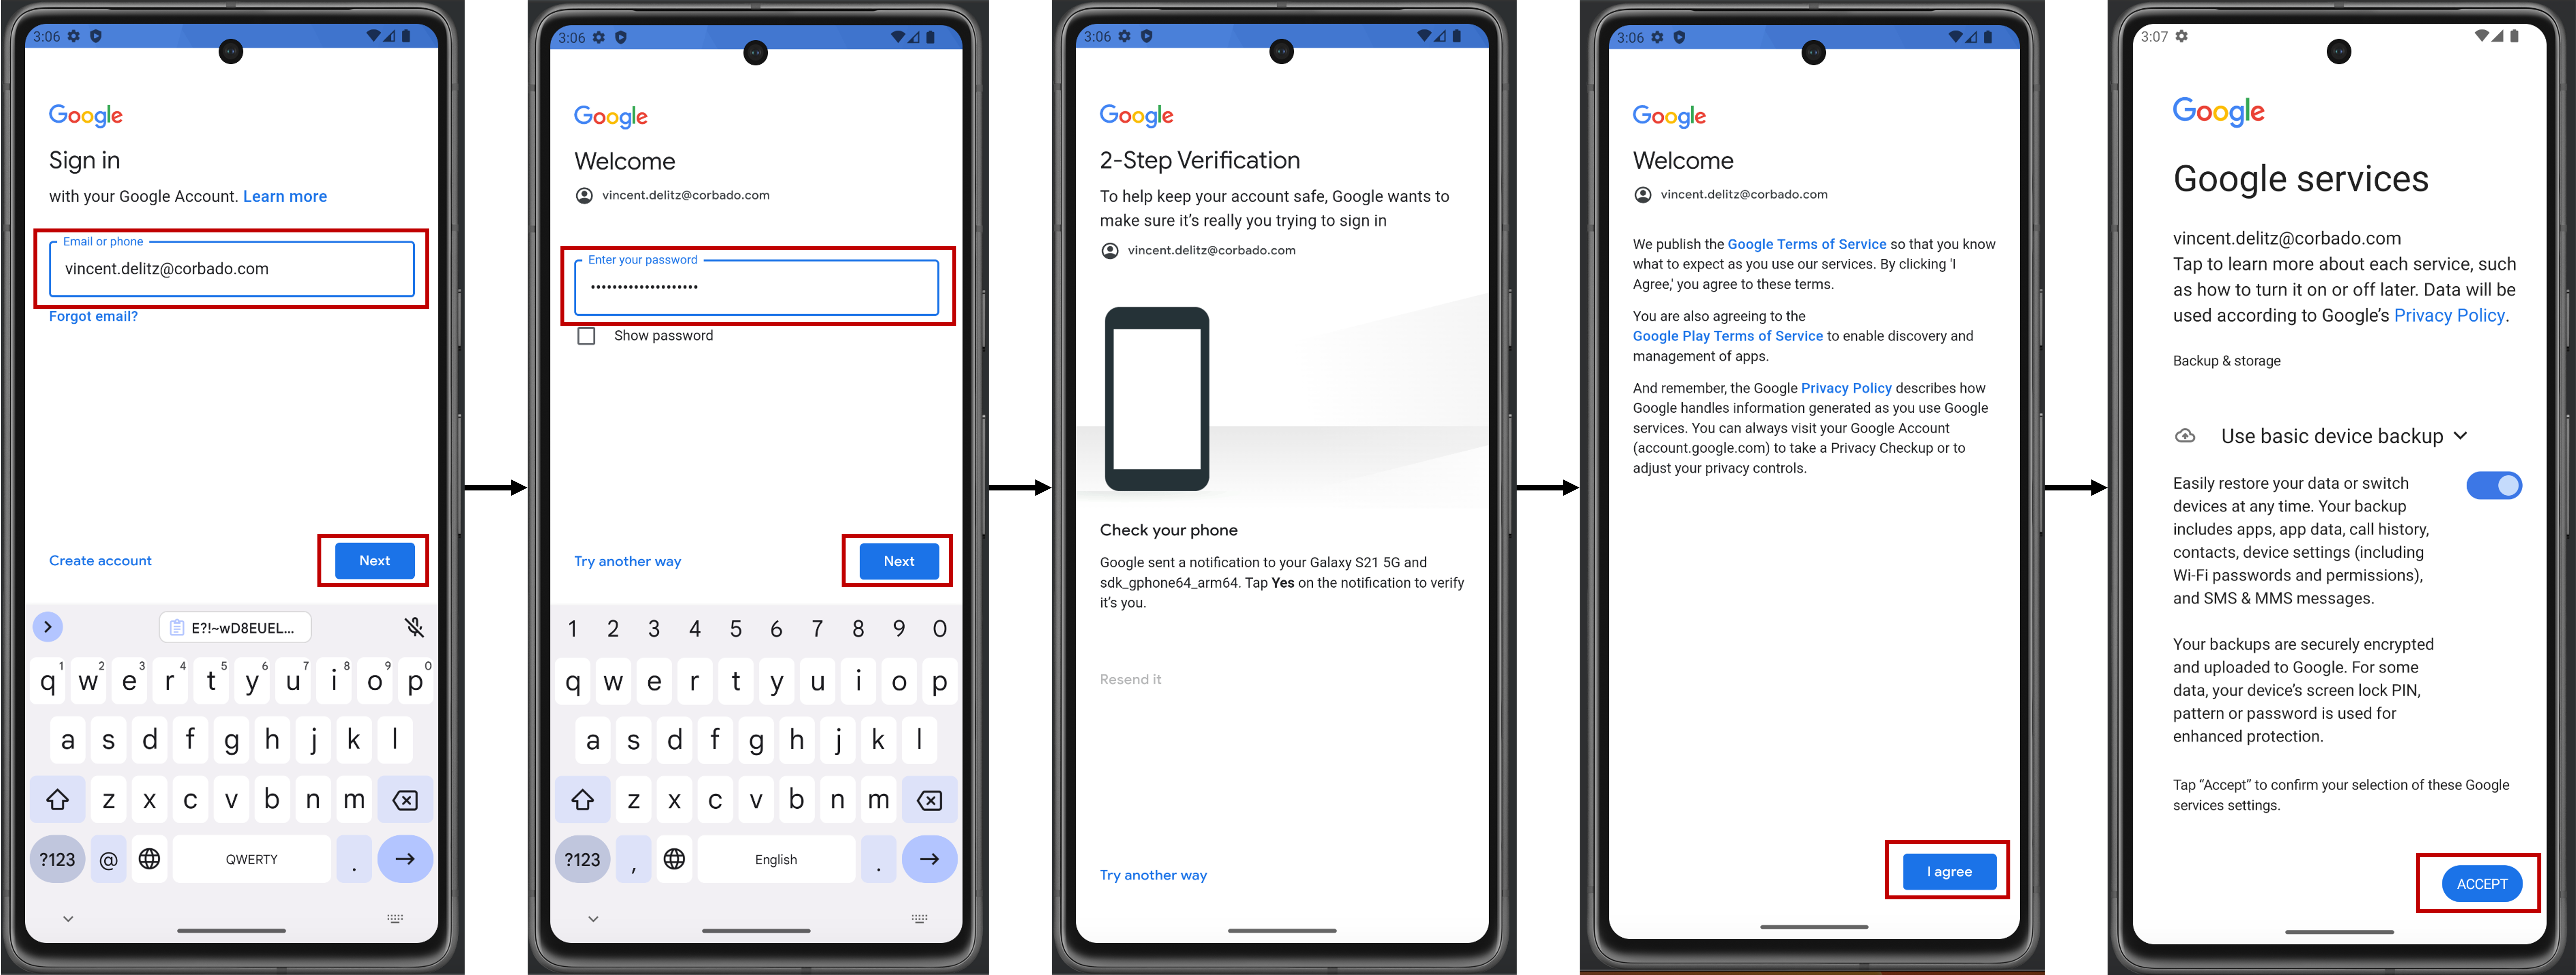 3:06
Google
Sign in
with your Google Account. Learn more
Email or phone
vincent.delitz@corbado.com
Forgot email?
Create account
Next
E?!~wD8EUEL...
1 2 3 4 5 6 7 8 9 0
q w e r t y u i o p
a s d f g h j k l
z x c v b n m
?123 @ QWERTY .
3:06
Google
Welcome
vincent.delitz@corbado.com
Enter your password
••••••••••••••••••••
Show password
Try another way
Next
1 2 3 4 5 6 7 8 9 0
q w e r t y u i o p
a s d f g h j k l
z x c v b n m
?123 , English .
3:06
Google
2-Step Verification
To help keep your account safe, Google wants to
make sure it’s really you trying to sign in
vincent.delitz@corbado.com
Check your phone
Google sent a notification to your Galaxy S21 5G and
sdk_gphone64_arm64. Tap Yes on the notification to verify
it’s you.
Resend it
Try another way
3:06
Google
Welcome
vincent.delitz@corbado.com
We publish the Google Terms of Service so that you know
what to expect as you use our services. By clicking 'I
Agree,' you agree to these terms.
You are also agreeing to the
Google Play Terms of Service to enable discovery and
management of apps.
And remember, the Google Privacy Policy describes how
Google handles information generated as you use Google
services. You can always visit your Google Account
(account.google.com) to take a Privacy Checkup or to
adjust your privacy controls.
I agree
3:07
Google
Google services
vincent.delitz@corbado.com
Tap to learn more about each service, such
as how to turn it on or off later. Data will be
used according to Google’s Privacy Policy.
Backup & storage
Use basic device backup
Easily restore your data or switch
devices at any time. Your backup
includes apps, app data, call history,
contacts, device settings (including
Wi-Fi passwords and permissions),
and SMS & MMS messages.
Your backups are securely encrypted
and uploaded to Google. For some
data, your device’s screen lock PIN,
pattern or password is used for
enhanced protection.
Tap “Accept” to confirm your selection of these Google
services settings.
ACCEPT